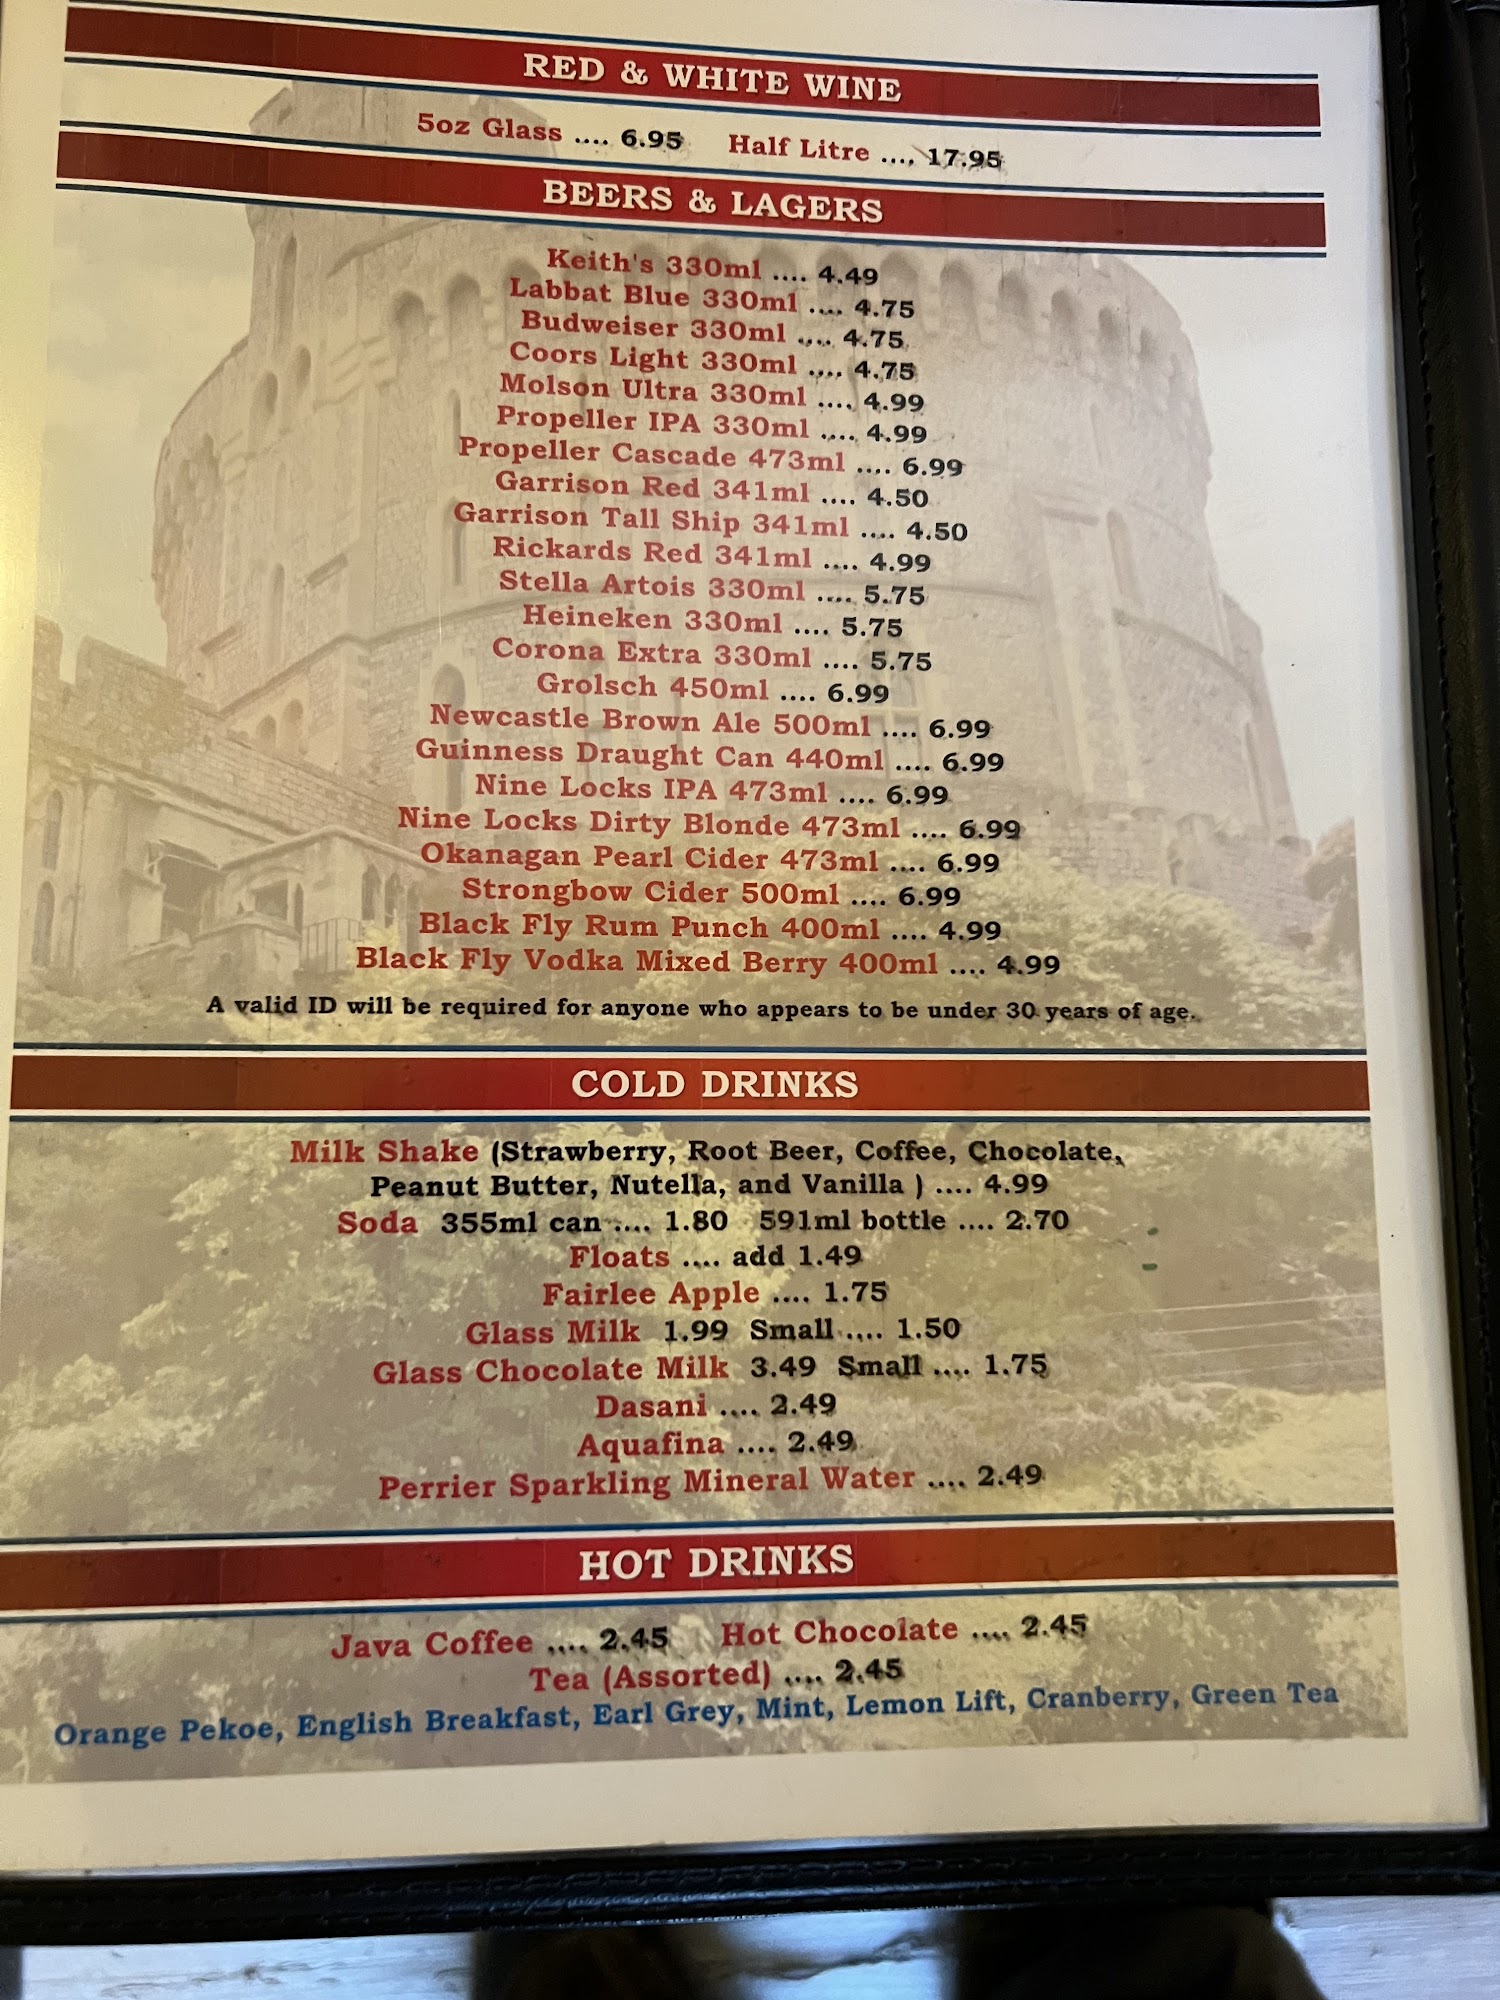 RED & WHITE WINE
5oz Glass .... 6.95 Half Litre .... 17.95
BEERS & LAGERS
Keith's 330ml .... 4.49
Labbat Blue 330ml .... 4.75
Budweiser 330ml .... 4.75
Coors Light 330ml .... 4.75
Molson Ultra 330ml .... 4.99
Propeller IPA 330ml .... 4.99
Propeller Cascade 473ml .... 6.99
Garrison Red 341ml .... 4.50
Garrison Tall Ship 341ml .... 4.50
Rickards Red 341ml .... 4.99
Stella Artois 330ml .... 5.75
Heineken 330ml .... 5.75
Corona Extra 330ml .... 5.75
Grolsch 450ml .... 6.99
Newcastle Brown Ale 500ml .... 6.99
Guinness Draught Can 440ml .... 6.99
Nine Locks IPA 473ml .... 6.99
Nine Locks Dirty Blonde 473ml .... 6.99
Okanagan Pearl Cider 473ml .... 6.99
Strongbow Cider 500ml .... 6.99
Black Fly Rum Punch 400ml .... 4.99
Black Fly Vodka Mixed Berry 400ml .... 4.99
A valid ID will be required for anyone who appears to be under 30 years of age.
COLD DRINKS
Milk Shake (Strawberry, Root Beer, Coffee, Chocolate,
Peanut Butter, Nutella, and Vanilla ) .... 4.99
Soda 355ml can .... 1.80 591ml bottle .... 2.70
Floats .... add 1.49
Fairlee Apple .... 1.75
Glass Milk 1.99 Small .... 1.50
Glass Chocolate Milk 3.49 Small .... 1.75
Dasani .... 2.49
Aquafina .... 2.49
Perrier Sparkling Mineral Water .... 2.49
HOT DRINKS
Java Coffee .... 2.45 Hot Chocolate .... 2.45
Tea (Assorted) .... 2.45
Orange Pekoe, English Breakfast, Earl Grey, Mint, Lemon Lift, Cranberry, Green Tea